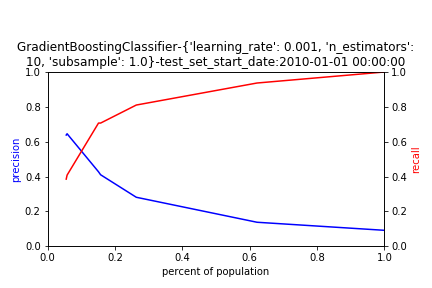 GradientBoostingClassifier-{'learning_rate': 0.001, 'n_estimators':
10, 'subsample': 1.0}-test_set_start_date:2010-01-01 00:00:00
1.0
0.8
0.6
0.4
0.2
0.0
precision
1.0
0.8
0.6
0.4
0.2
0.0
recall
0.0 0.2 0.4 0.6 0.8 1.0
percent of population